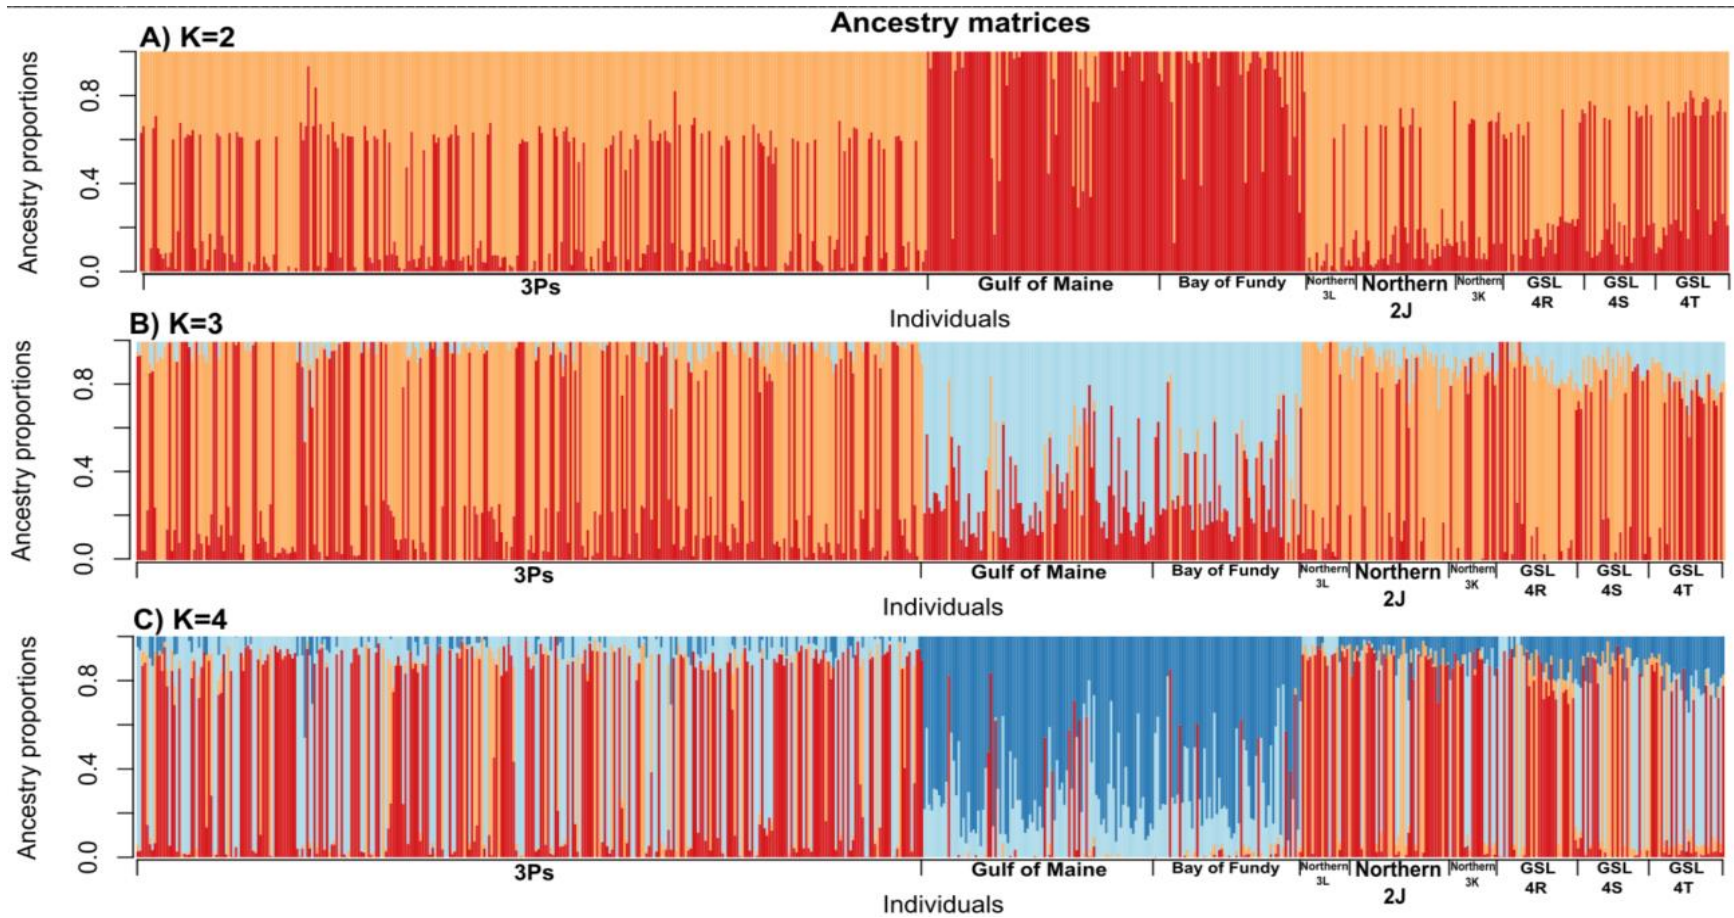 Ancestry matrices
A) K=2
Ancestry proportions
0.0 0.4 0.8
3Ps Gulf of Maine Bay of Fundy Northern 3L Northern 2J Northern 3K GSL 4R GSL 4S GSL 4T
Individuals
B) K=3
Ancestry proportions
0.0 0.4 0.8
3Ps Gulf of Maine Bay of Fundy Northern 3L Northern 2J Northern 3K GSL 4R GSL 4S GSL 4T
Individuals
C) K=4
Ancestry proportions
0.0 0.4 0.8
3Ps Gulf of Maine Bay of Fundy Northern 3L Northern 2J Northern 3K GSL 4R GSL 4S GSL 4T
Individuals